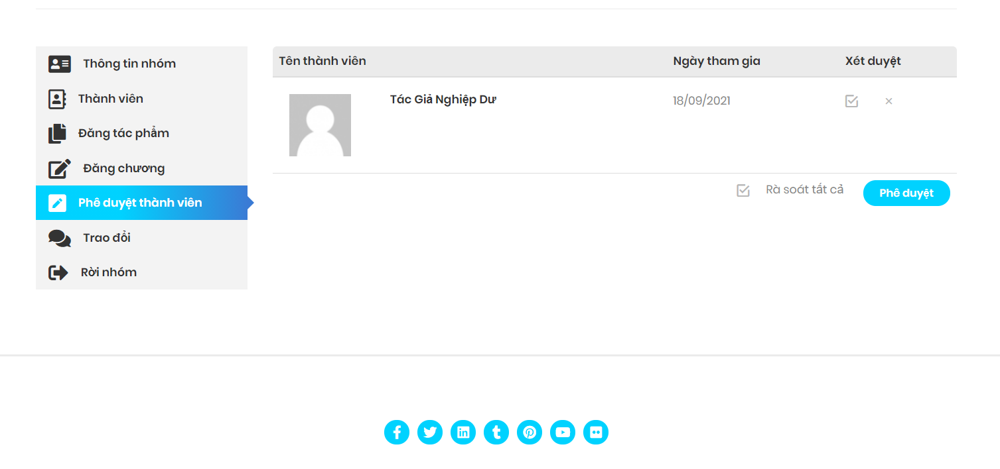 Thông tin nhóm
Thành viên
Đăng tác phẩm
Đăng chương
Phê duyệt thành viên
Trao đổi
Rời nhóm
Tên thành viên Ngày tham gia Xét duyệt
Tác Giả Nghiệp Dư 18/09/2021
Rà soát tất cả Phê duyệt